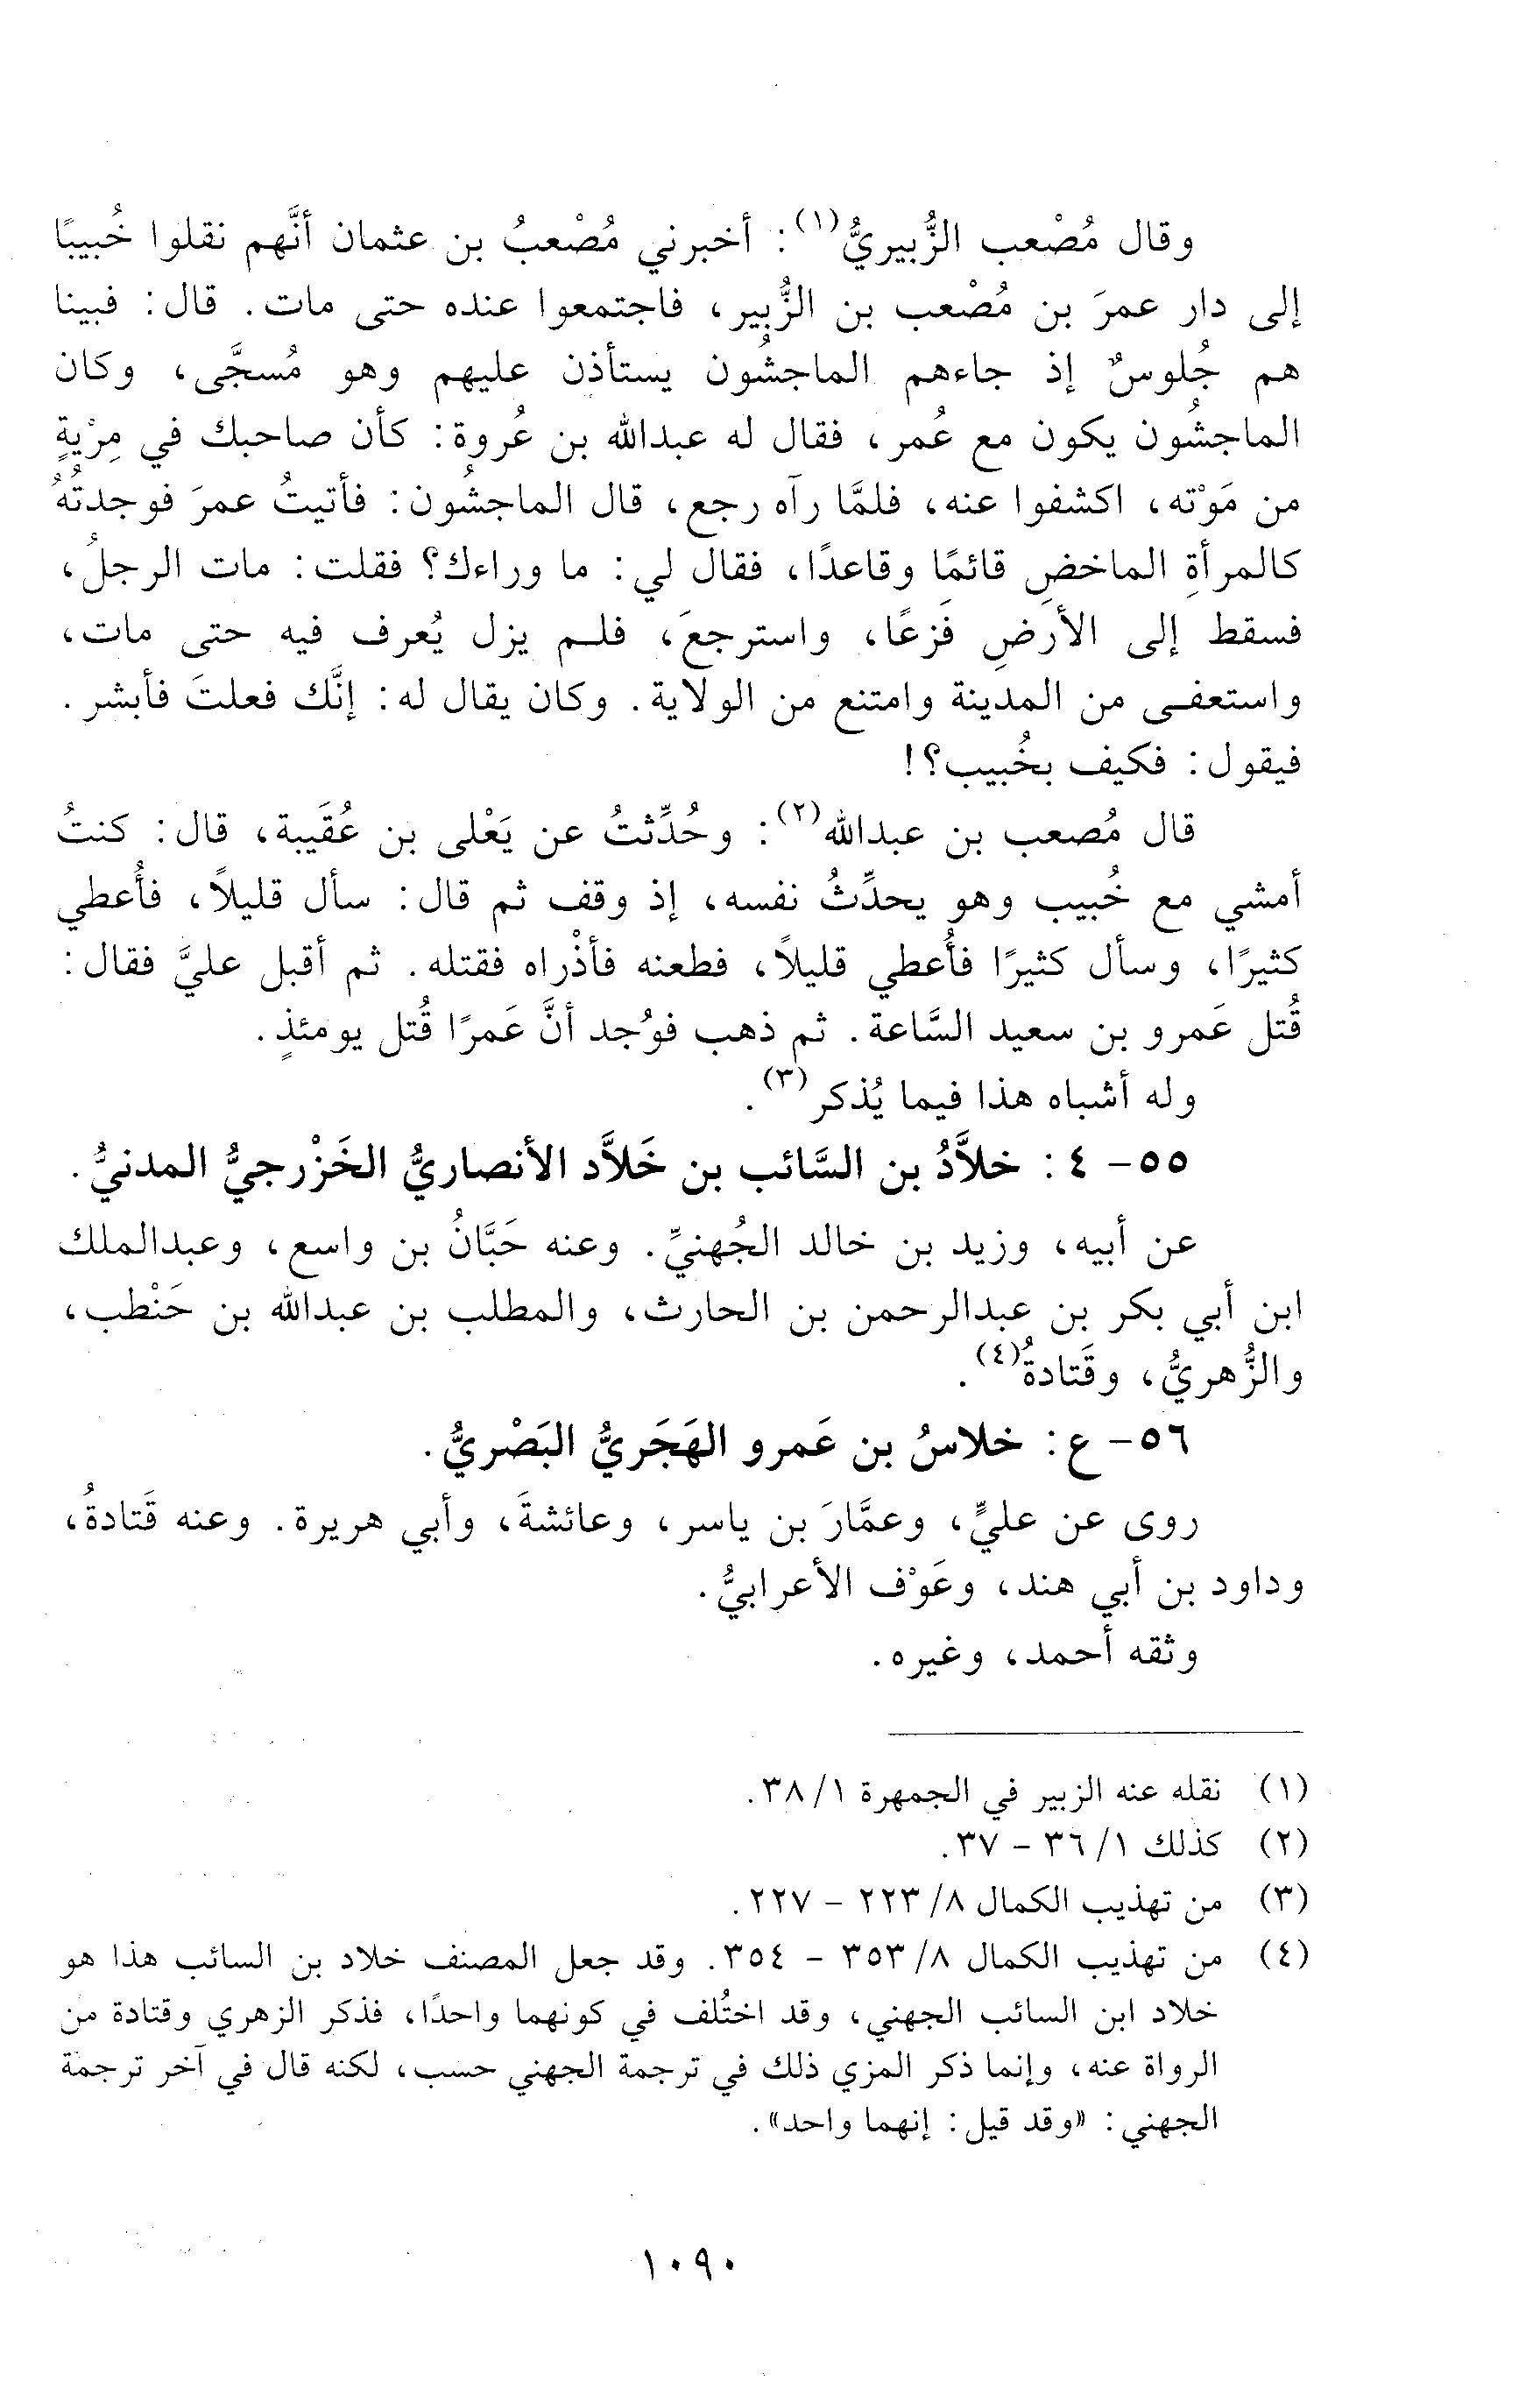 وقال مُصْعب الزُّبيريُّ(١): أخبرني مُصْعبُ بن عثمان أنَّهم نقلوا خُبيبًا
إلى دار عمرَ بن مُصْعب بن الزُّبير، فاجتمعوا عنده حتى مات. قال: فبينا
هم جُلوسٌ إذ جاءهم الماجشُون يستأذن عليهم وهو مُسجَّى، وكان
الماجشُون يكون مع عُمر، فقال له عبدالله بن عُروة: كأن صاحبك في مِرْيةٍ
من مَوْته، اكشفوا عنه، فلمَّا رآه رجع، قال الماجشُون: فأتيتُ عمرَ فوجدتُهُ
كالمرأةِ الماخضِ قائمًا وقاعدًا، فقال لي: ما وراءك؟ فقلت: مات الرجلُ،
فسقط إلى الأرضِ فَزِعًا، واسترجعَ، فلم يزل يُعرف فيه حتى مات،
واستعفى من المدينة وامتنع من الولاية. وكان يقال له: إنَّك فعلتَ فأبشر.
فيقول: فكيف بخُبيب؟!
قال مُصعب بن عبدالله(٢): وحُدِّثتُ عن يَعْلى بن عُقَيبة، قال: كنتُ
أمشي مع خُبيب وهو يحدِّثُ نفسه، إذ وقف ثم قال: سأل قليلاً، فأُعطي
كثيرًا، وسأل كثيرًا فأُعطي قليلاً، فطعنه فأذْراه فقتله. ثم أقبل عليَّ فقال:
قُتل عَمرو بن سعيد السَّاعة. ثم ذهب فوُجد أنَّ عَمرًا قُتل يومئذٍ.
وله أشباه هذا فيما يُذكر(٣).
٥٥- ٤: خلاَّدُ بن السَّائب بن خَلاَّد الأنصاريُّ الخَزْرجيُّ المدنيُّ.
عن أبيه، وزيد بن خالد الجُهنيِّ. وعنه حَبَّانُ بن واسع، وعبدالملك
ابن أبي بكر بن عبدالرحمن بن الحارث، والمطلب بن عبدالله بن حَنْطب،
والزُّهريُّ، وقَتادةُ(٤).
٥٦- ع: خلاسُ بن عَمرو الهَجَريُّ البَصْريُّ.
روى عن عليٍّ، وعمَّارَ بن ياسر، وعائشةَ، وأبي هريرة. وعنه قَتادةُ،
وداود بن أبي هند، وعَوْف الأعرابيُّ.
وثقه أحمد، وغيره.
(١) نقله عنه الزبير في الجمهرة ١/ ٣٨.
(٢) كذلك ١/ ٣٦ - ٣٧.
(٣) من تهذيب الكمال ٨/ ٢٢٣ - ٢٢٧.
(٤) من تهذيب الكمال ٨/ ٣٥٣ - ٣٥٤. وقد جعل المصنف خلاد بن السائب هذا هو
خلاد ابن السائب الجهني، وقد اختُلف في كونهما واحدًا، فذكر الزهري وقتادة من
الرواة عنه، وإنما ذكر المزي ذلك في ترجمة الجهني حسب، لكنه قال في آخر ترجمة
الجهني: «وقد قيل: إنهما واحد».
١٠٩٠